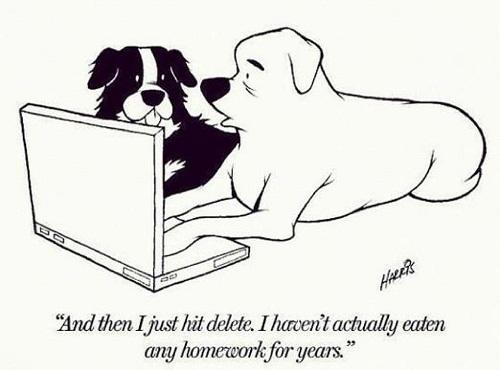 HARRIS
“And then I just hit delete. I haven’t actually eaten
any homework for years.”